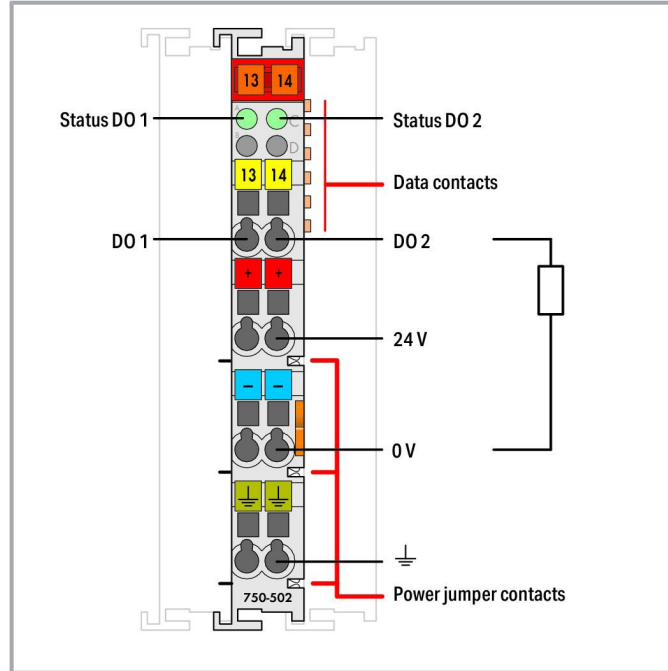 13 14
A C
Status DO 1
Status DO 2
B D
13 14
Data contacts
DO 1
DO 2
+ +
24 V
− −
0 V
750-502
Power jumper contacts